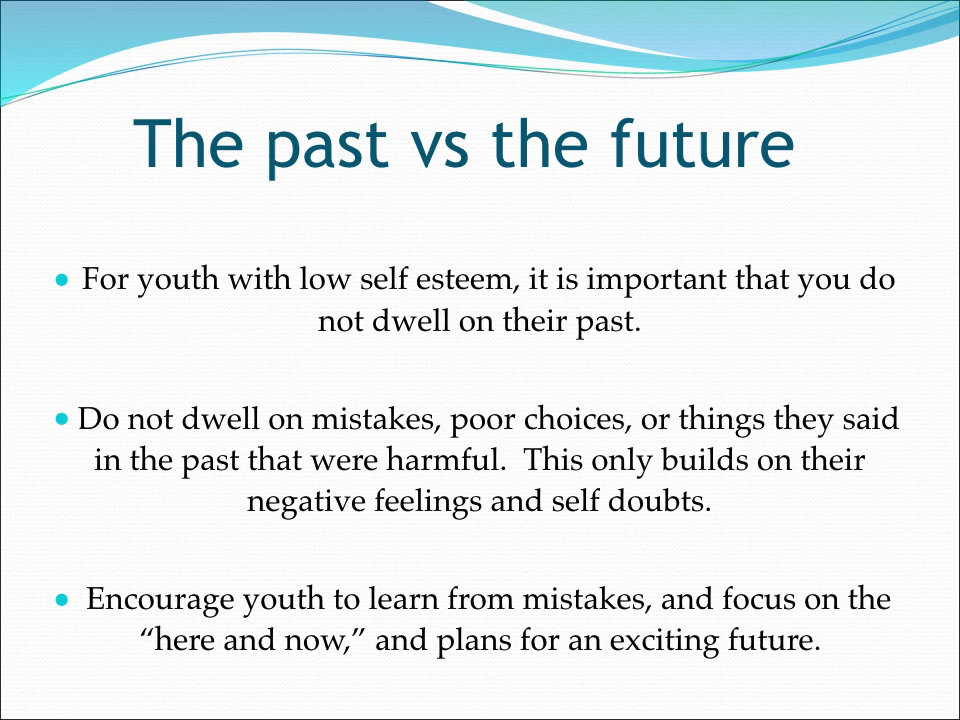 The past vs the future
• For youth with low self esteem, it is important that you do
not dwell on their past.
• Do not dwell on mistakes, poor choices, or things they said
in the past that were harmful.  This only builds on their
negative feelings and self doubts.
• Encourage youth to learn from mistakes, and focus on the
“here and now,” and plans for an exciting future.